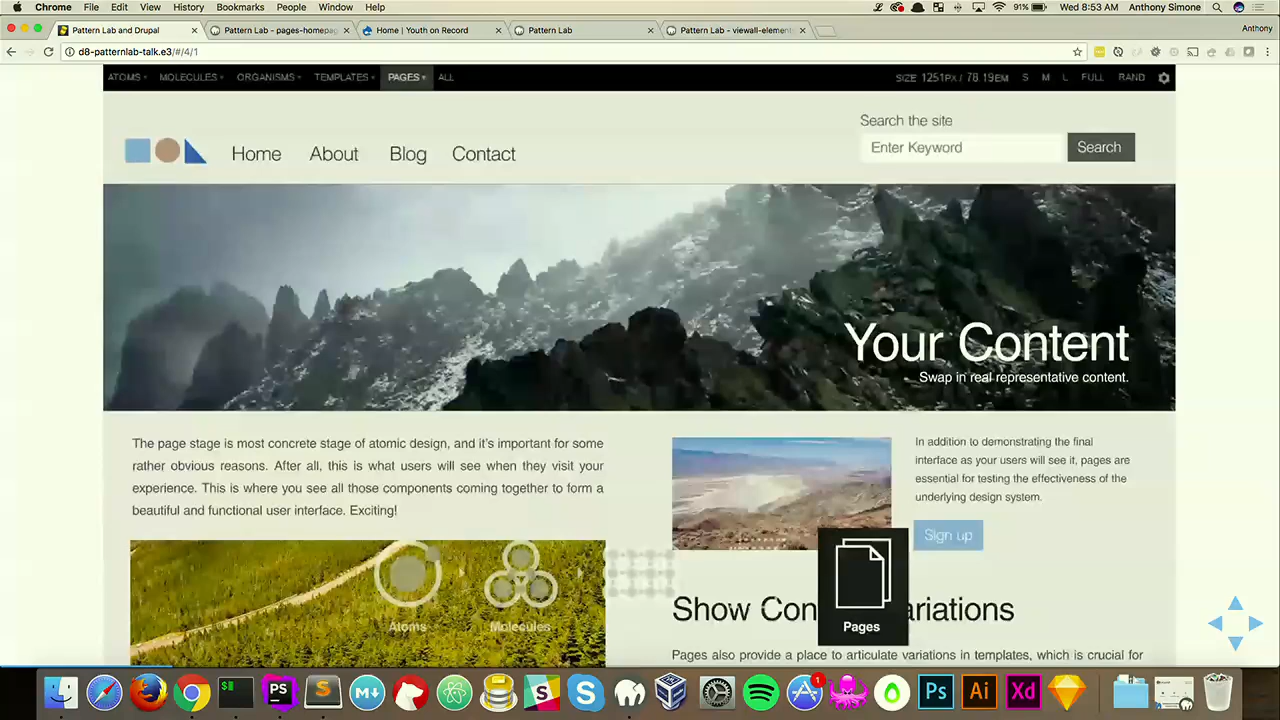 Chrome File Edit View History Bookmarks People Window Help 91% Wed 8:53 AM Anthony Simone
Pattern Lab and Drupal Pattern Lab - pages-homepag Home | Youth on Record Pattern Lab Pattern Lab - viewall-element Anthony
d8-patternlab-talk.e3/#/4/1
ATOMS MOLECULES ORGANISMS TEMPLATES PAGES ALL SIZE 1251PX / 78 19EM S M L FULL RAND
Search the site
Home About Blog Contact Enter Keyword Search
Your Content
Swap in real representative content.
The page stage is most concrete stage of atomic design, and it's important for some
rather obvious reasons. After all, this is what users will see when they visit your
experience. This is where you see all those components coming together to form a
beautiful and functional user interface. Exciting!
In addition to demonstrating the final
interface as your users will see it, pages are
essential for testing the effectiveness of the
underlying design system.
Sign up
Atoms Molecules Pages
Show Con ariations
Pages also provide a place to articulate variations in templates, which is crucial for
$ PS S M S 1 Ps Ai Xd